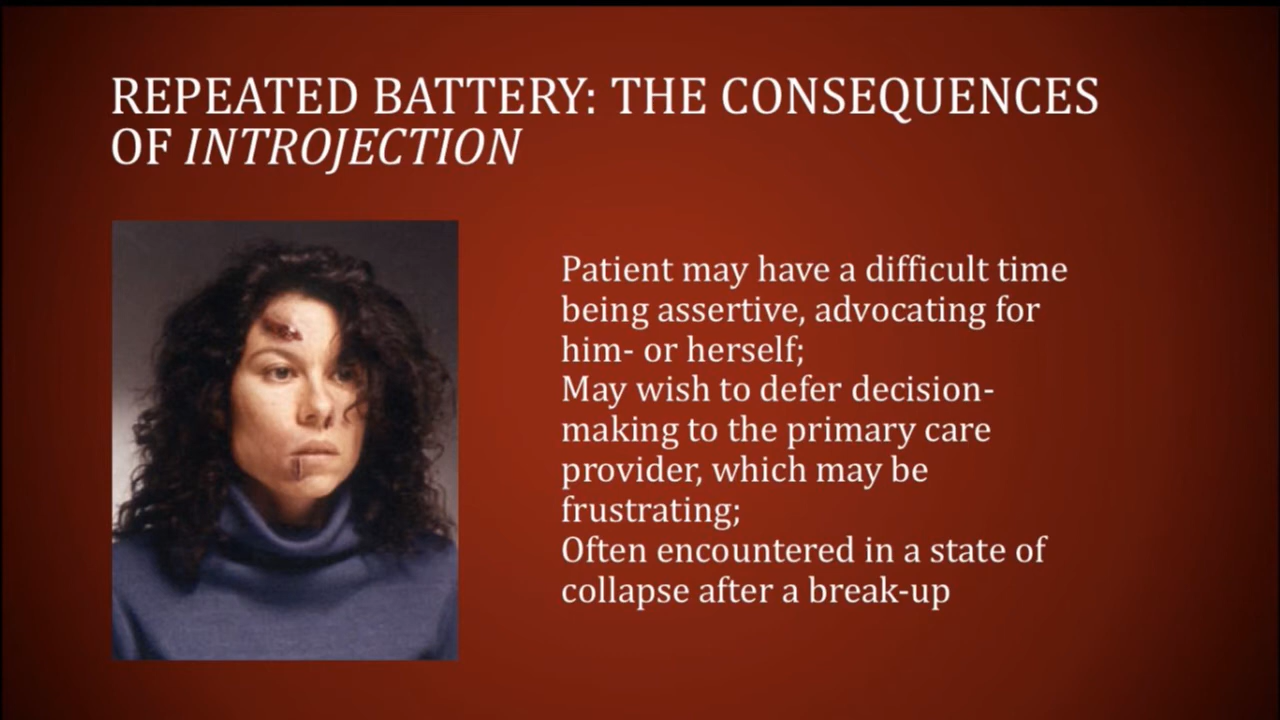 REPEATED BATTERY: THE CONSEQUENCES
OF INTROJECTION
Patient may have a difficult time
being assertive, advocating for
him- or herself;
May wish to defer decision-
making to the primary care
provider, which may be
frustrating;
Often encountered in a state of
collapse after a break-up